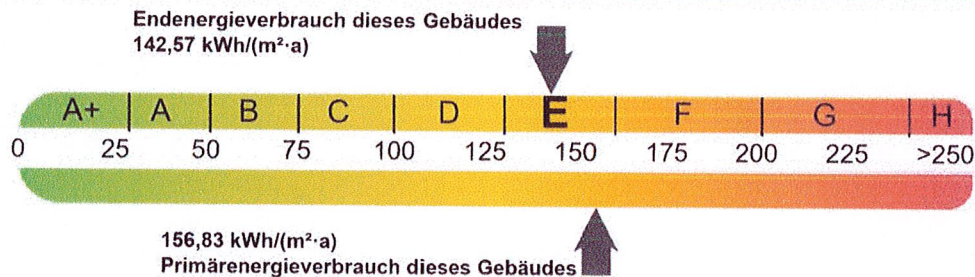 Endenergieverbrauch dieses Gebäudes
142,57 kWh/(m²·a)
A+ A B C D E F G H
0 25 50 75 100 125 150 175 200 225 >250
156,83 kWh/(m²·a)
Primärenergieverbrauch dieses Gebäudes